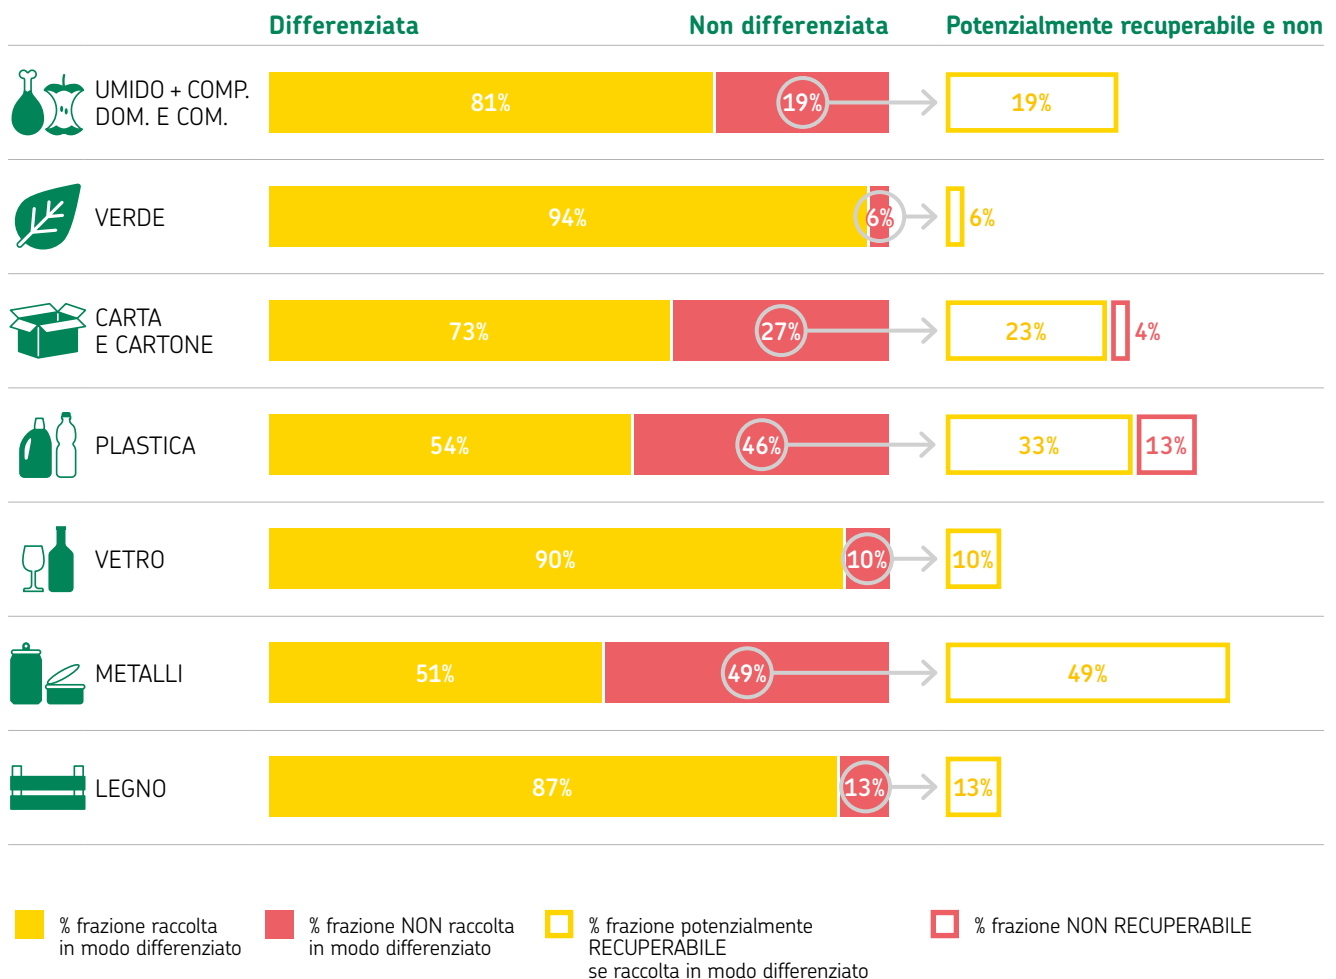 Differenziata Non differenziata Potenzialmente recuperabile e non
UMIDO + COMP.
DOM. E COM.
81% 19% 19%
VERDE 94% 6% 6%
CARTA
E CARTONE
73% 27% 23% 4%
PLASTICA 54% 46% 33% 13%
VETRO 90% 10% 10%
METALLI 51% 49% 49%
LEGNO 87% 13% 13%
% frazione raccolta
in modo differenziato
% frazione NON raccolta
in modo differenziato
% frazione potenzialmente
RECUPERABILE
se raccolta in modo differenziato
% frazione NON RECUPERABILE